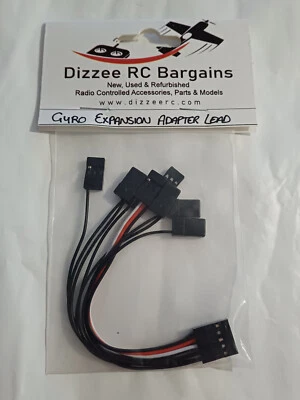 Dizzee RC Bargains
New, Used & Refurbished
Radio Controlled Accessories, Parts & Models
www.dizzeerc.com
GYRO EXPANSION ADAPTER LEAD